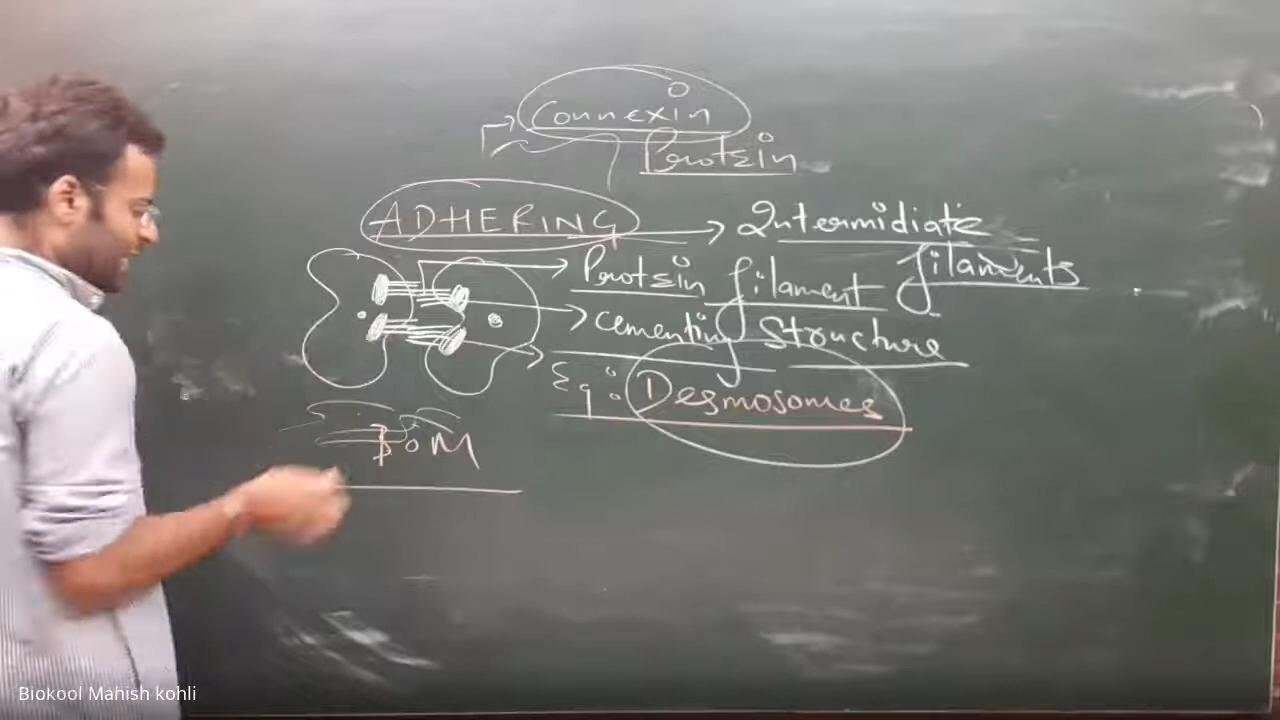 Connexin
Protein
ADHERING → Intermidiate
filaments
→ Protein filament
→ cementing Structure
Eg: Desmosomes
Biokool Mahish kohli